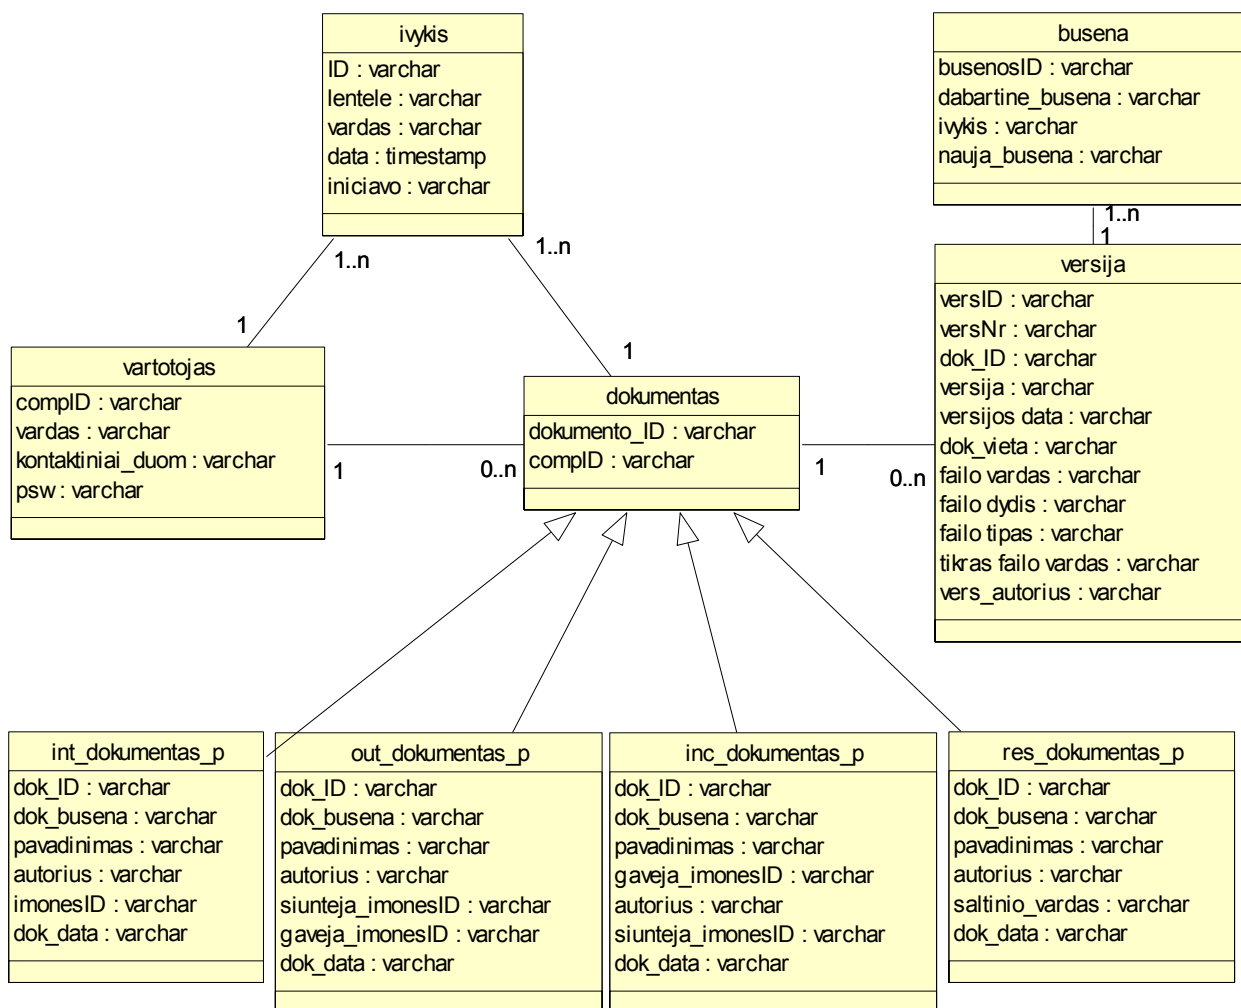 ivykis
ID : varchar
lentele : varchar
vardas : varchar
data : timestamp
iniciavo : varchar
busena
busenosID : varchar
dabartine_busena : varchar
ivykis : varchar
nauja_busena : varchar
1..n
1..n
1..n
1
1
1
vartotojas
compID : varchar
vardas : varchar
kontaktiniai_duom : varchar
psw : varchar
1
0..n
dokumentas
dokumento_ID : varchar
compID : varchar
1
0..n
versija
versID : varchar
versNr : varchar
dok_ID : varchar
versija : varchar
versijos data : varchar
dok_vieta : varchar
failo vardas : varchar
failo dydis : varchar
failo tipas : varchar
tikras failo vardas : varchar
vers_autorius : varchar
int_dokumentas_p
dok_ID : varchar
dok_busena : varchar
pavadinimas : varchar
autorius : varchar
imonesID : varchar
dok_data : varchar
out_dokumentas_p
dok_ID : varchar
dok_busena : varchar
pavadinimas : varchar
autorius : varchar
siunteja_imonesID : varchar
gaveja_imonesID : varchar
dok_data : varchar
inc_dokumentas_p
dok_ID : varchar
dok_busena : varchar
pavadinimas : varchar
gaveja_imonesID : varchar
autorius : varchar
siunteja_imonesID : varchar
dok_data : varchar
res_dokumentas_p
dok_ID : varchar
dok_busena : varchar
pavadinimas : varchar
autorius : varchar
saltinio_vardas : varchar
dok_data : varchar